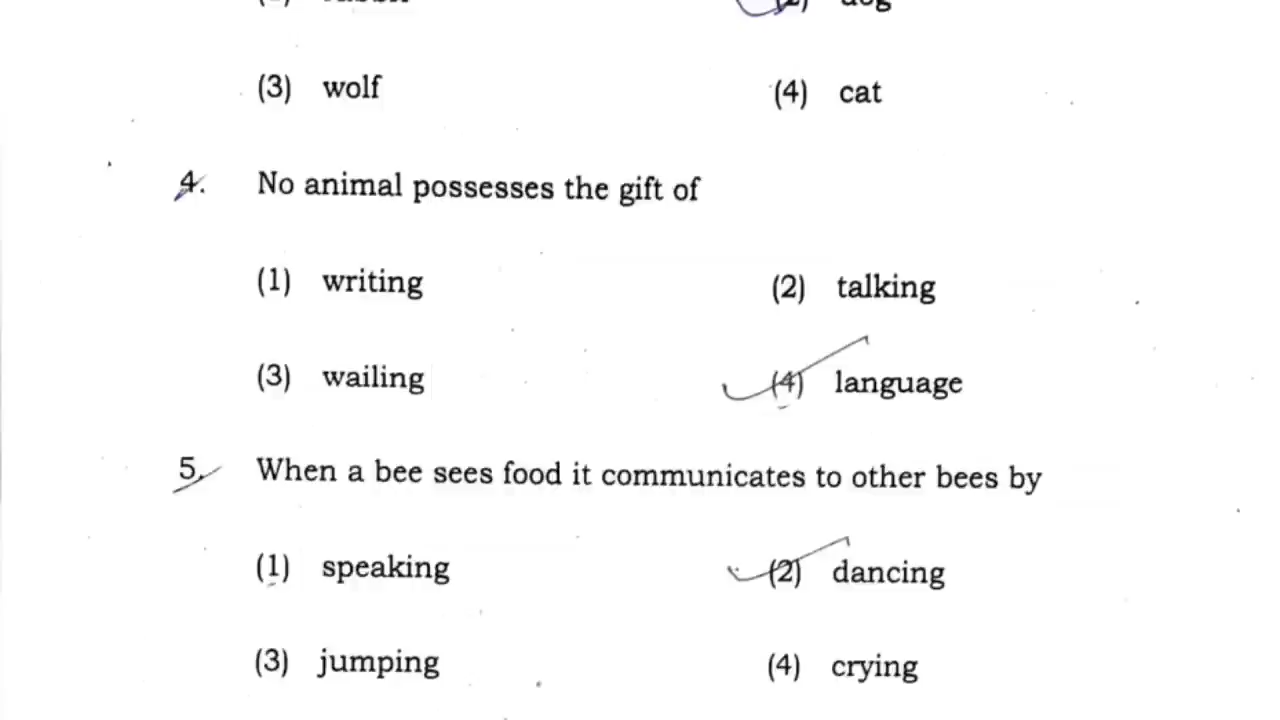 (2) dog
(3) wolf (4) cat
4. No animal possesses the gift of
(1) writing (2) talking
(3) wailing (4) language
5. When a bee sees food it communicates to other bees by
(1) speaking (2) dancing
(3) jumping (4) crying